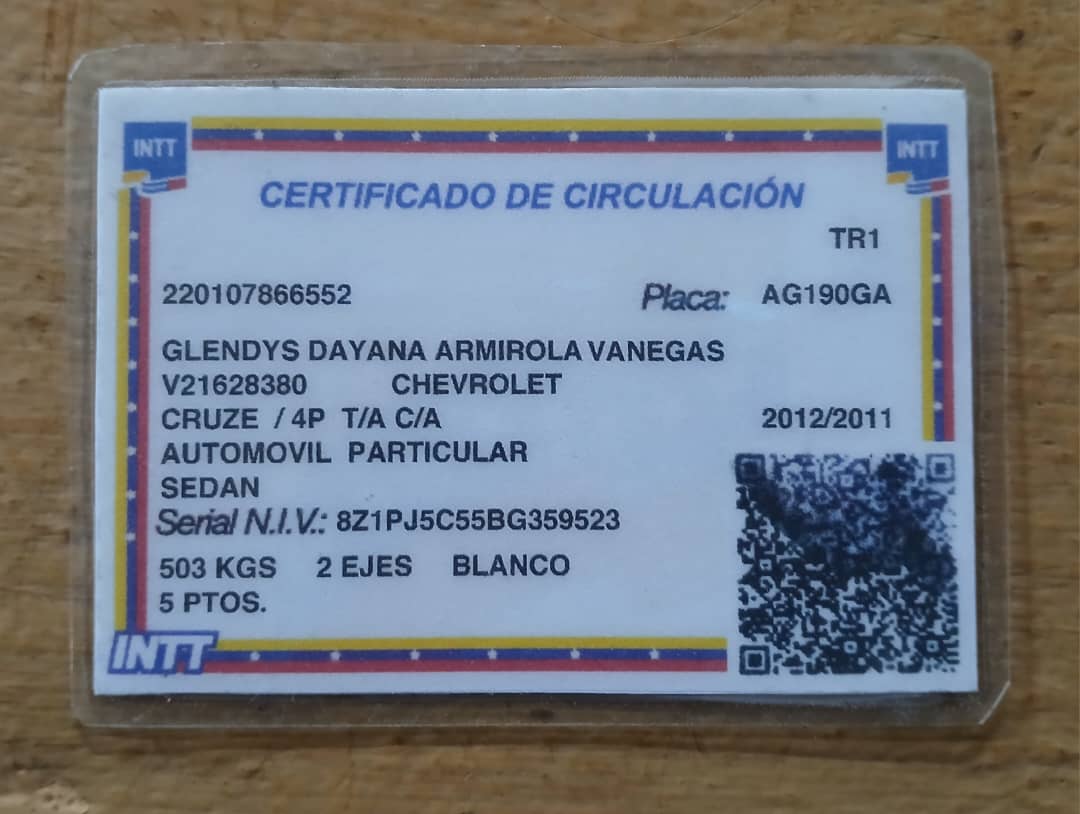 INTT INTT
CERTIFICADO DE CIRCULACIÓN
TR1
220107866552 Placa: AG190GA
GLENDYS DAYANA ARMIROLA VANEGAS
V21628380 CHEVROLET
CRUZE / 4P T/A C/A 2012/2011
AUTOMOVIL PARTICULAR
SEDAN
Serial N.I.V.: 8Z1PJ5C55BG359523
503 KGS 2 EJES BLANCO
5 PTOS.
INTT